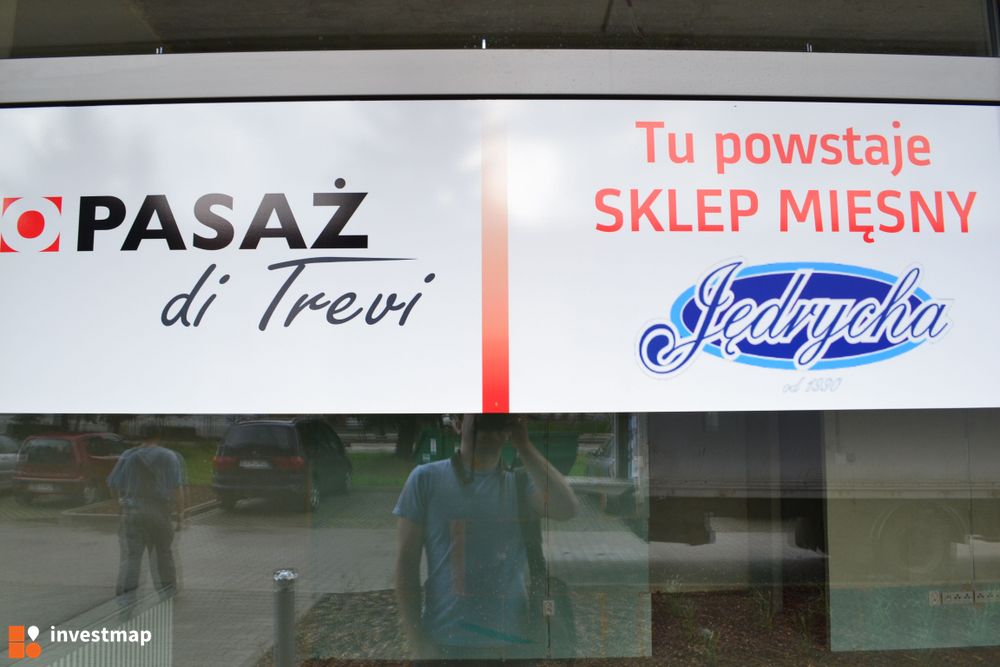 PASAŻ
di Trevi
Tu powstaje
SKLEP MIĘSNY
Jędrycha
od 1990
investmap